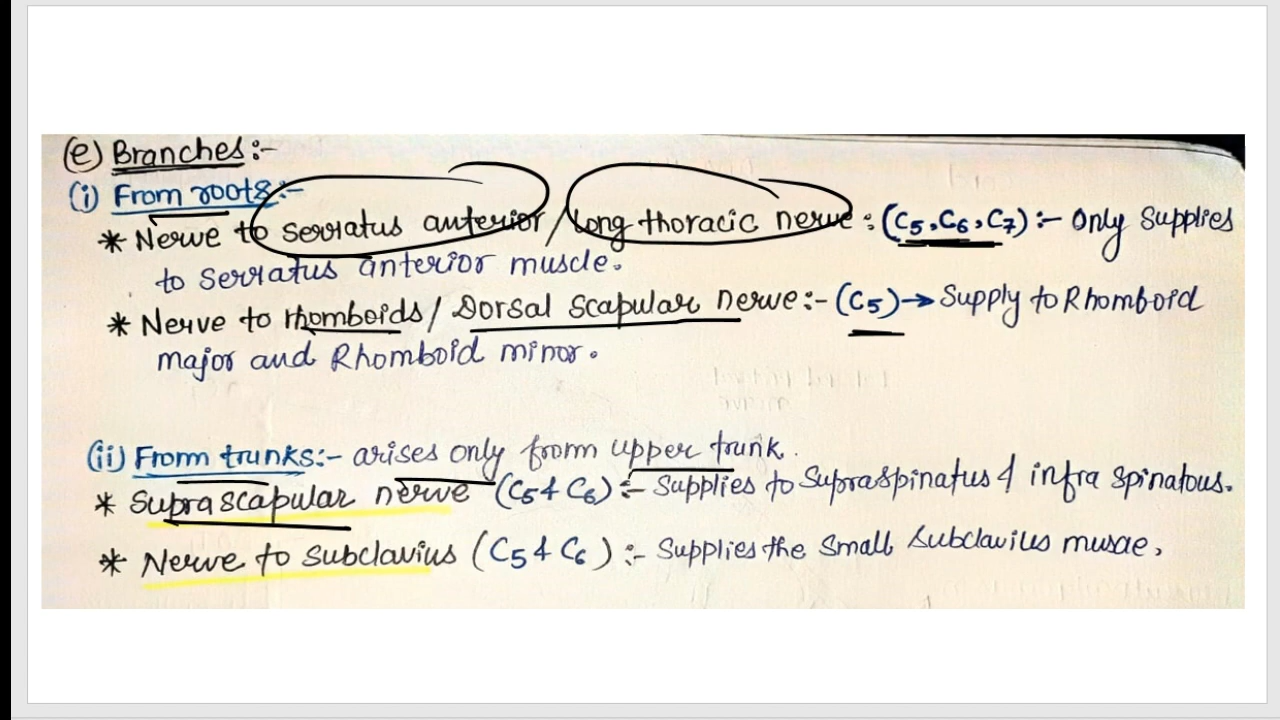 (e) Branches:-
(i) From roots:-
* Nerve to serratus anterior/long thoracic nerve: (C5, C6, C7):- Only Supplies
to Serratus anterior muscle.
* Nerve to rhomboids/Dorsal Scapular nerve:- (C5)→ Supply to Rhomboid
major and Rhomboid minor.
(ii) From trunks:- arises only from upper trunk.
* Suprascapular nerve (C5 & C6):- Supplies to Supraspinatus & infra Spinatous.
* Nerve to Subclavius (C5 & C6):- Supplies the Small Subclavius musae.